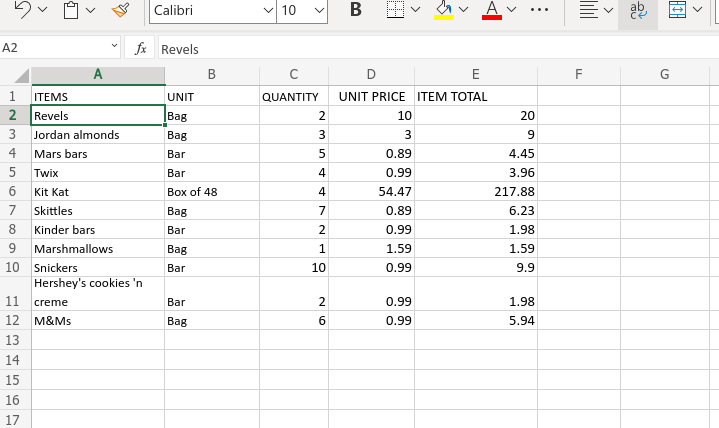 Calibri 10 B A ab c ...
A2 fx Revels
A B C D E F G
1 ITEMS UNIT QUANTITY UNIT PRICE ITEM TOTAL
2 Revels Bag 2 10 20
3 Jordan almonds Bag 3 3 9
4 Mars bars Bar 5 0.89 4.45
5 Twix Bar 4 0.99 3.96
6 Kit Kat Box of 48 4 54.47 217.88
7 Skittles Bag 7 0.89 6.23
8 Kinder bars Bar 2 0.99 1.98
9 Marshmallows Bag 1 1.59 1.59
10 Snickers Bar 10 0.99 9.9
Hershey's cookies 'n
11 creme Bar 2 0.99 1.98
12 M&Ms Bag 6 0.99 5.94
13
14
15
16
17